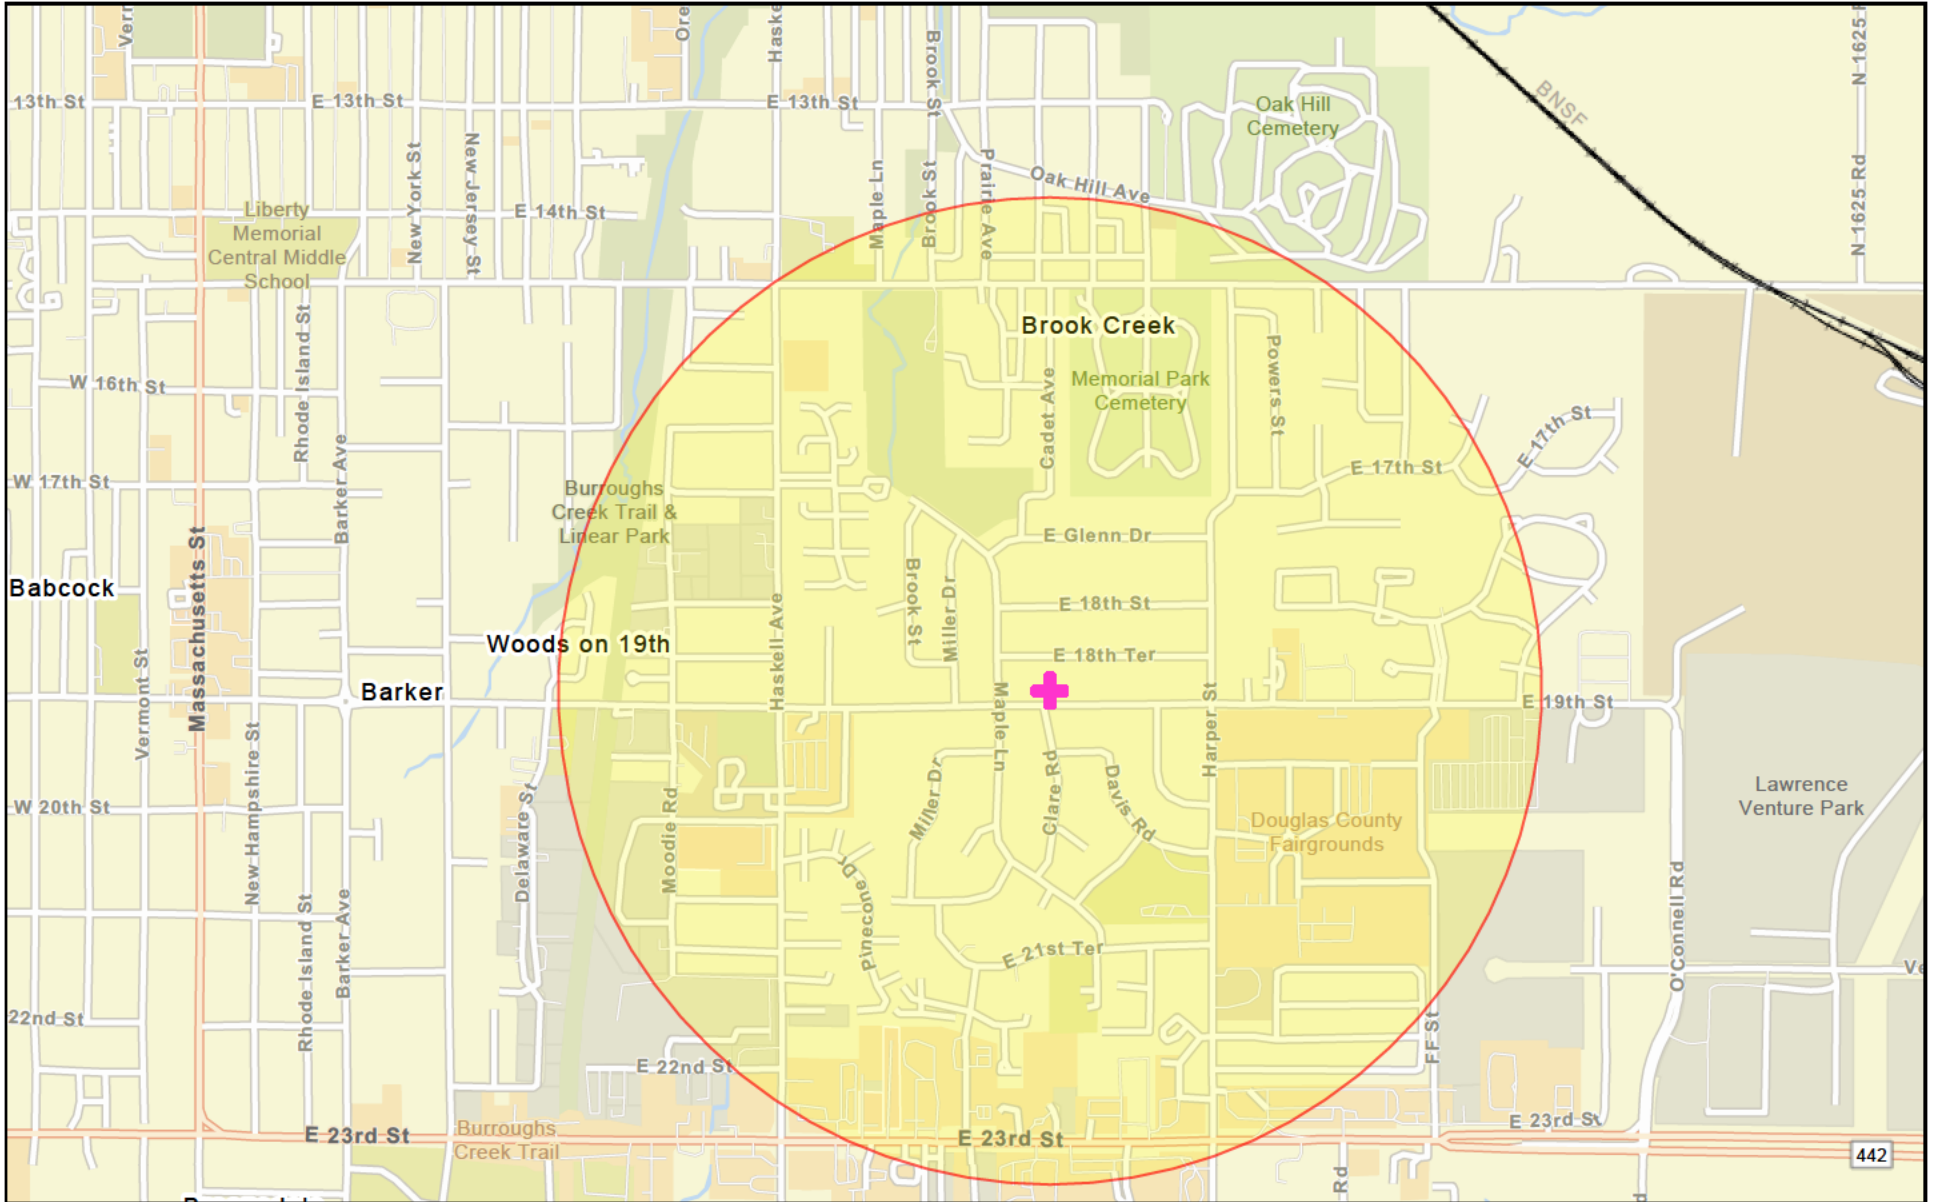 Haske
Brook St
N 1625 R
13th St
E 13th St
E 13th St
Oak Hill
Cemetery
BNSF
New York St
New Jersey St
Maple Ln
Brook St
Prairie Ave
Oak Hill Ave
N 1625 Rd
Liberty
Memorial
Central Middle
School
E 14th St
Rhode Island St
Brook Creek
W 16th St
Memorial Park
Cemetery
Cadet Ave
Powers St
E 17th St
E 17th St
W 17th St
Barker Ave
Burroughs
Creek Trail &
Linear Park
E Glenn Dr
Babcock
Massachusetts St
Haskell Ave
Brook St
Miller Dr
E 18th St
Woods on 19th
E 18th Ter
Vermont St
Barker
Maple Ln
Harper St
E 19th St
New Hampshire St
Clare Rd
Davis Rd
Miller Dr
Lawrence
Venture Park
W 20th St
Delaware St
Moodie Rd
Douglas County
Fairgrounds
Pinecone Dr
O'Connell Rd
Rhode Island St
Barker Ave
E 21st Ter
Ve
22nd St
E 22nd St
FF St
E 23rd St
Burroughs
Creek Trail
E 23rd St
E 23rd St
442
Rd